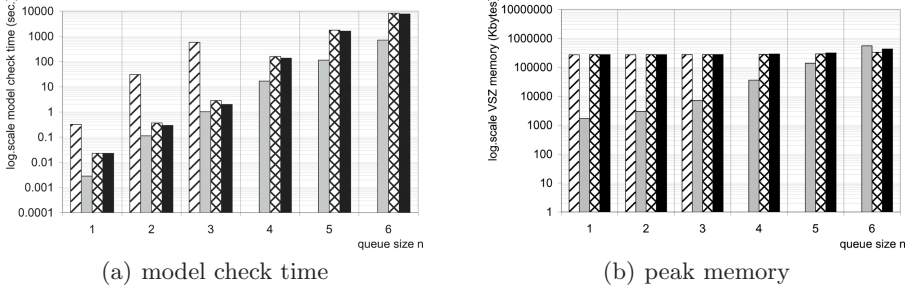 log.scale model check time (sec.)
10000
1000
100
10
1
0.1
0.01
0.001
0.0001
1 2 3 4 5 6
queue size n
(a) model check time
log.scale VSZ memory (Kbytes)
10000000
1000000
100000
10000
1000
100
10
1
1 2 3 4 5 6
queue size n
(b) peak memory